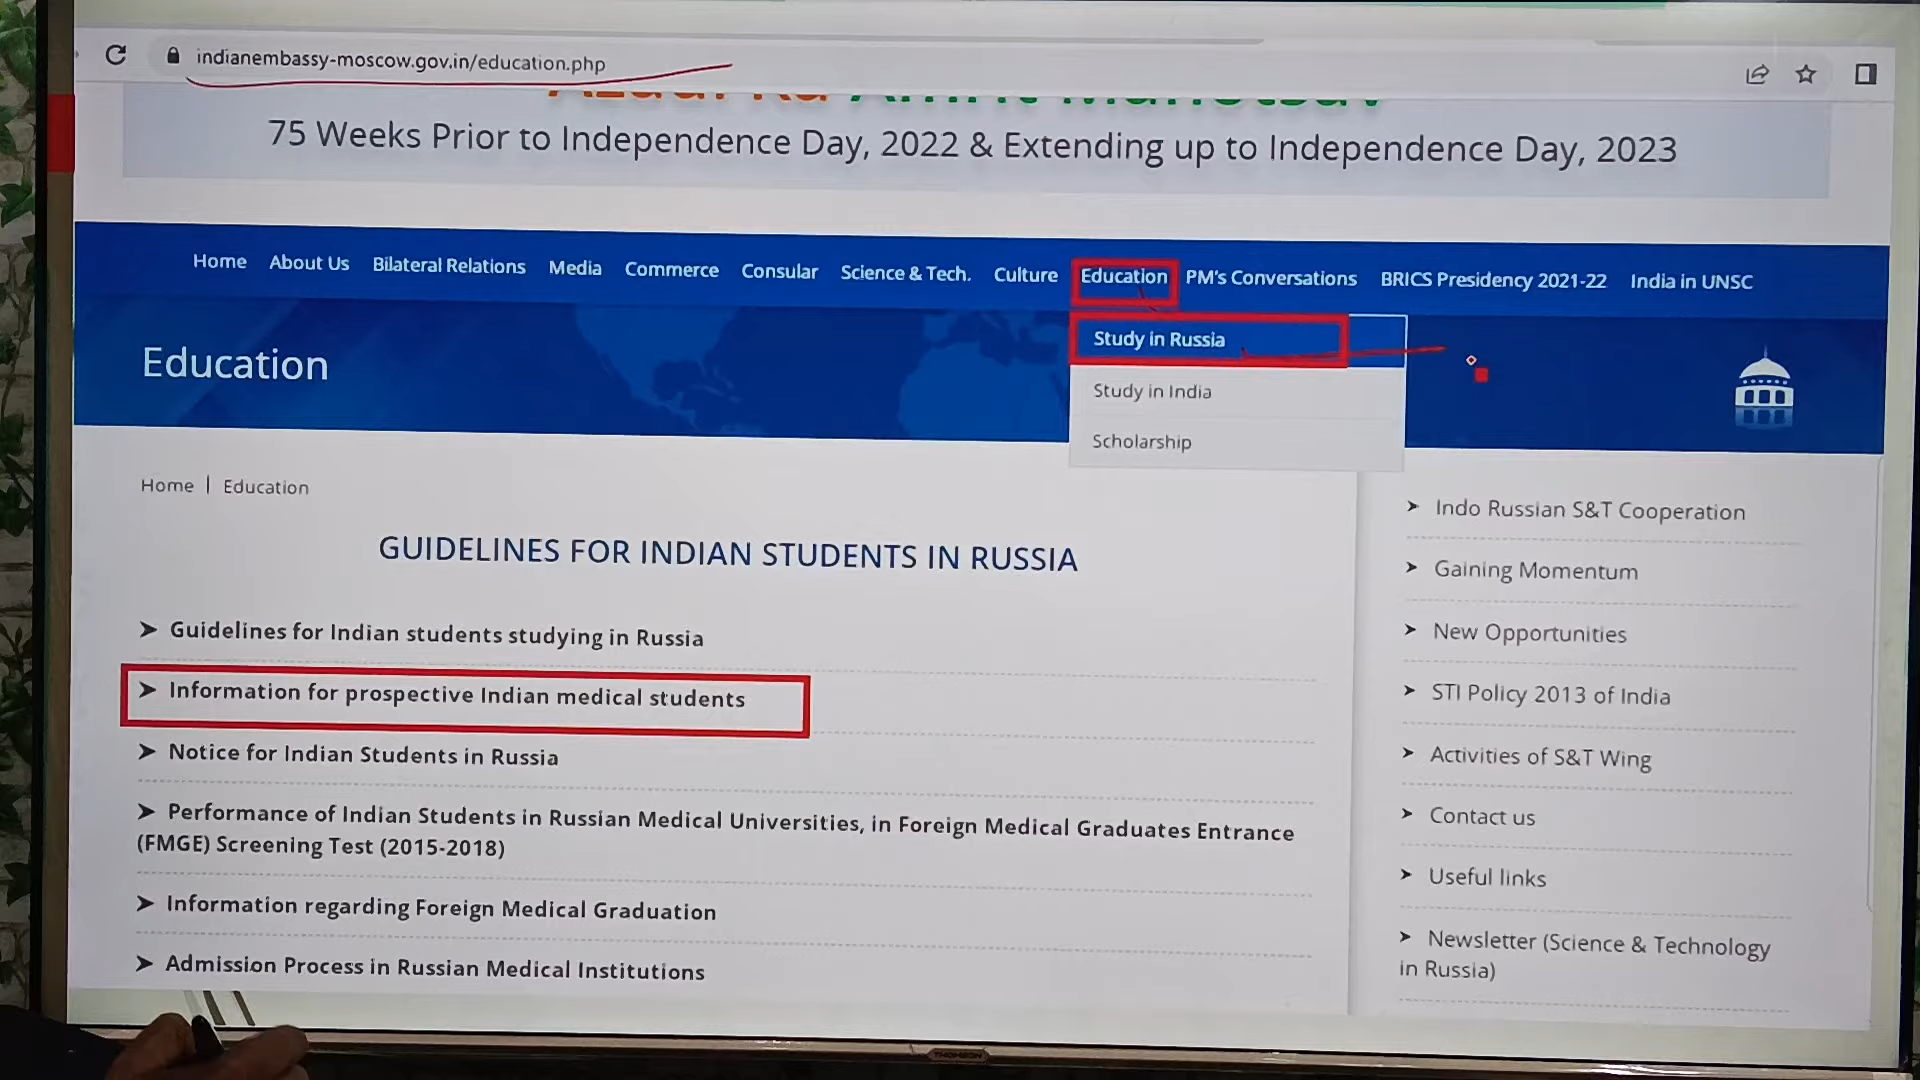 indianembassy-moscow.gov.in/education.php
Azadi Ka Amrit Mahotsav
75 Weeks Prior to Independence Day, 2022 & Extending up to Independence Day, 2023
Home About Us Bilateral Relations Media Commerce Consular Science & Tech. Culture Education PM's Conversations BRICS Presidency 2021-22 India in UNSC
Study in Russia
Study in India
Scholarship
Education
Home | Education
GUIDELINES FOR INDIAN STUDENTS IN RUSSIA
➤ Guidelines for Indian students studying in Russia
➤ Information for prospective Indian medical students
➤ Notice for Indian Students in Russia
➤ Performance of Indian Students in Russian Medical Universities, in Foreign Medical Graduates Entrance
(FMGE) Screening Test (2015-2018)
➤ Information regarding Foreign Medical Graduation
➤ Admission Process in Russian Medical Institutions
➤ Indo Russian S&T Cooperation
➤ Gaining Momentum
➤ New Opportunities
➤ STI Policy 2013 of India
➤ Activities of S&T Wing
➤ Contact us
➤ Useful links
➤ Newsletter (Science & Technology
in Russia)
THOMSON